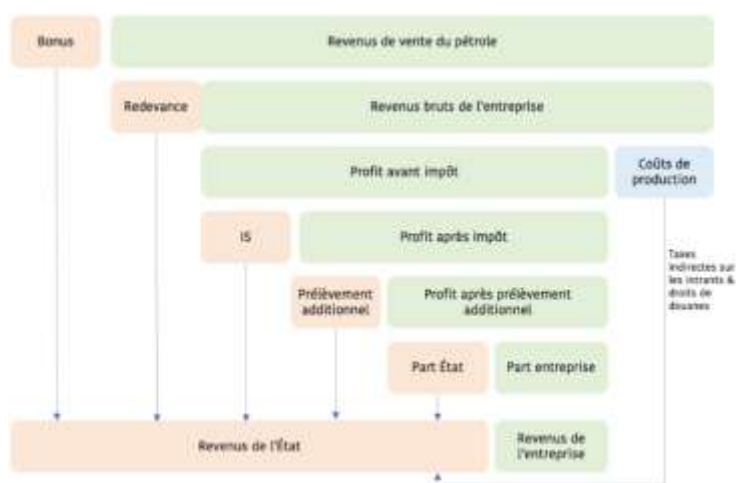 Bonus
Revenus de vente du pétrole
Redevance
Revenus bruts de l'entreprise
Profit avant impôt
Coûts de
production
IS
Profit après impôt
Taxes
indirectes sur
les intrants &
droits de
douanes
Prélèvement
additionnel
Profit après prélèvement
additionnel
Part État
Part entreprise
Revenus de l'État
Revenus de
l'entreprise